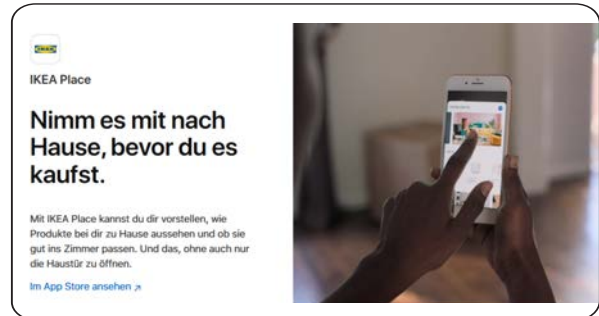 IKEA
IKEA Place
Nimm es mit nach
Hause, bevor du es
kaufst.
Mit IKEA Place kannst du dir vorstellen, wie
Produkte bei dir zu Hause aussehen und ob sie
gut ins Zimmer passen. Und das, ohne auch nur
die Haustür zu öffnen.
Im App Store ansehen ↗